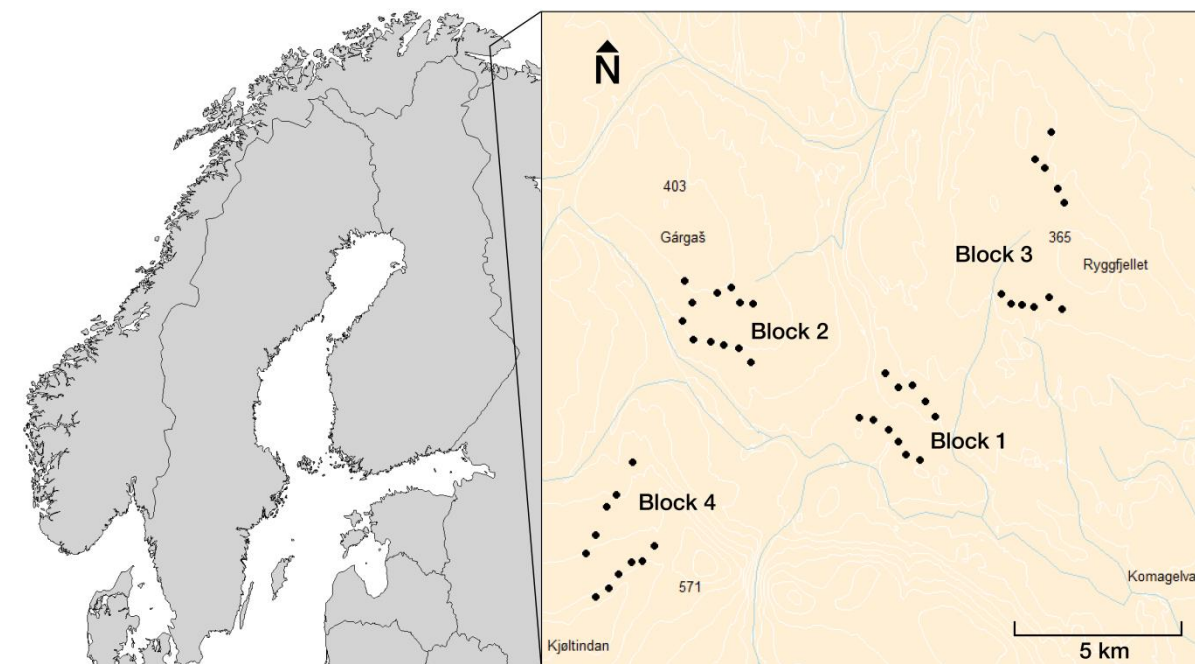 N
403
Gárgaš
Block 3
365
Ryggfjellet
Block 2
Block 1
Block 4
571
Komagelva
Kjøltindan
5 km